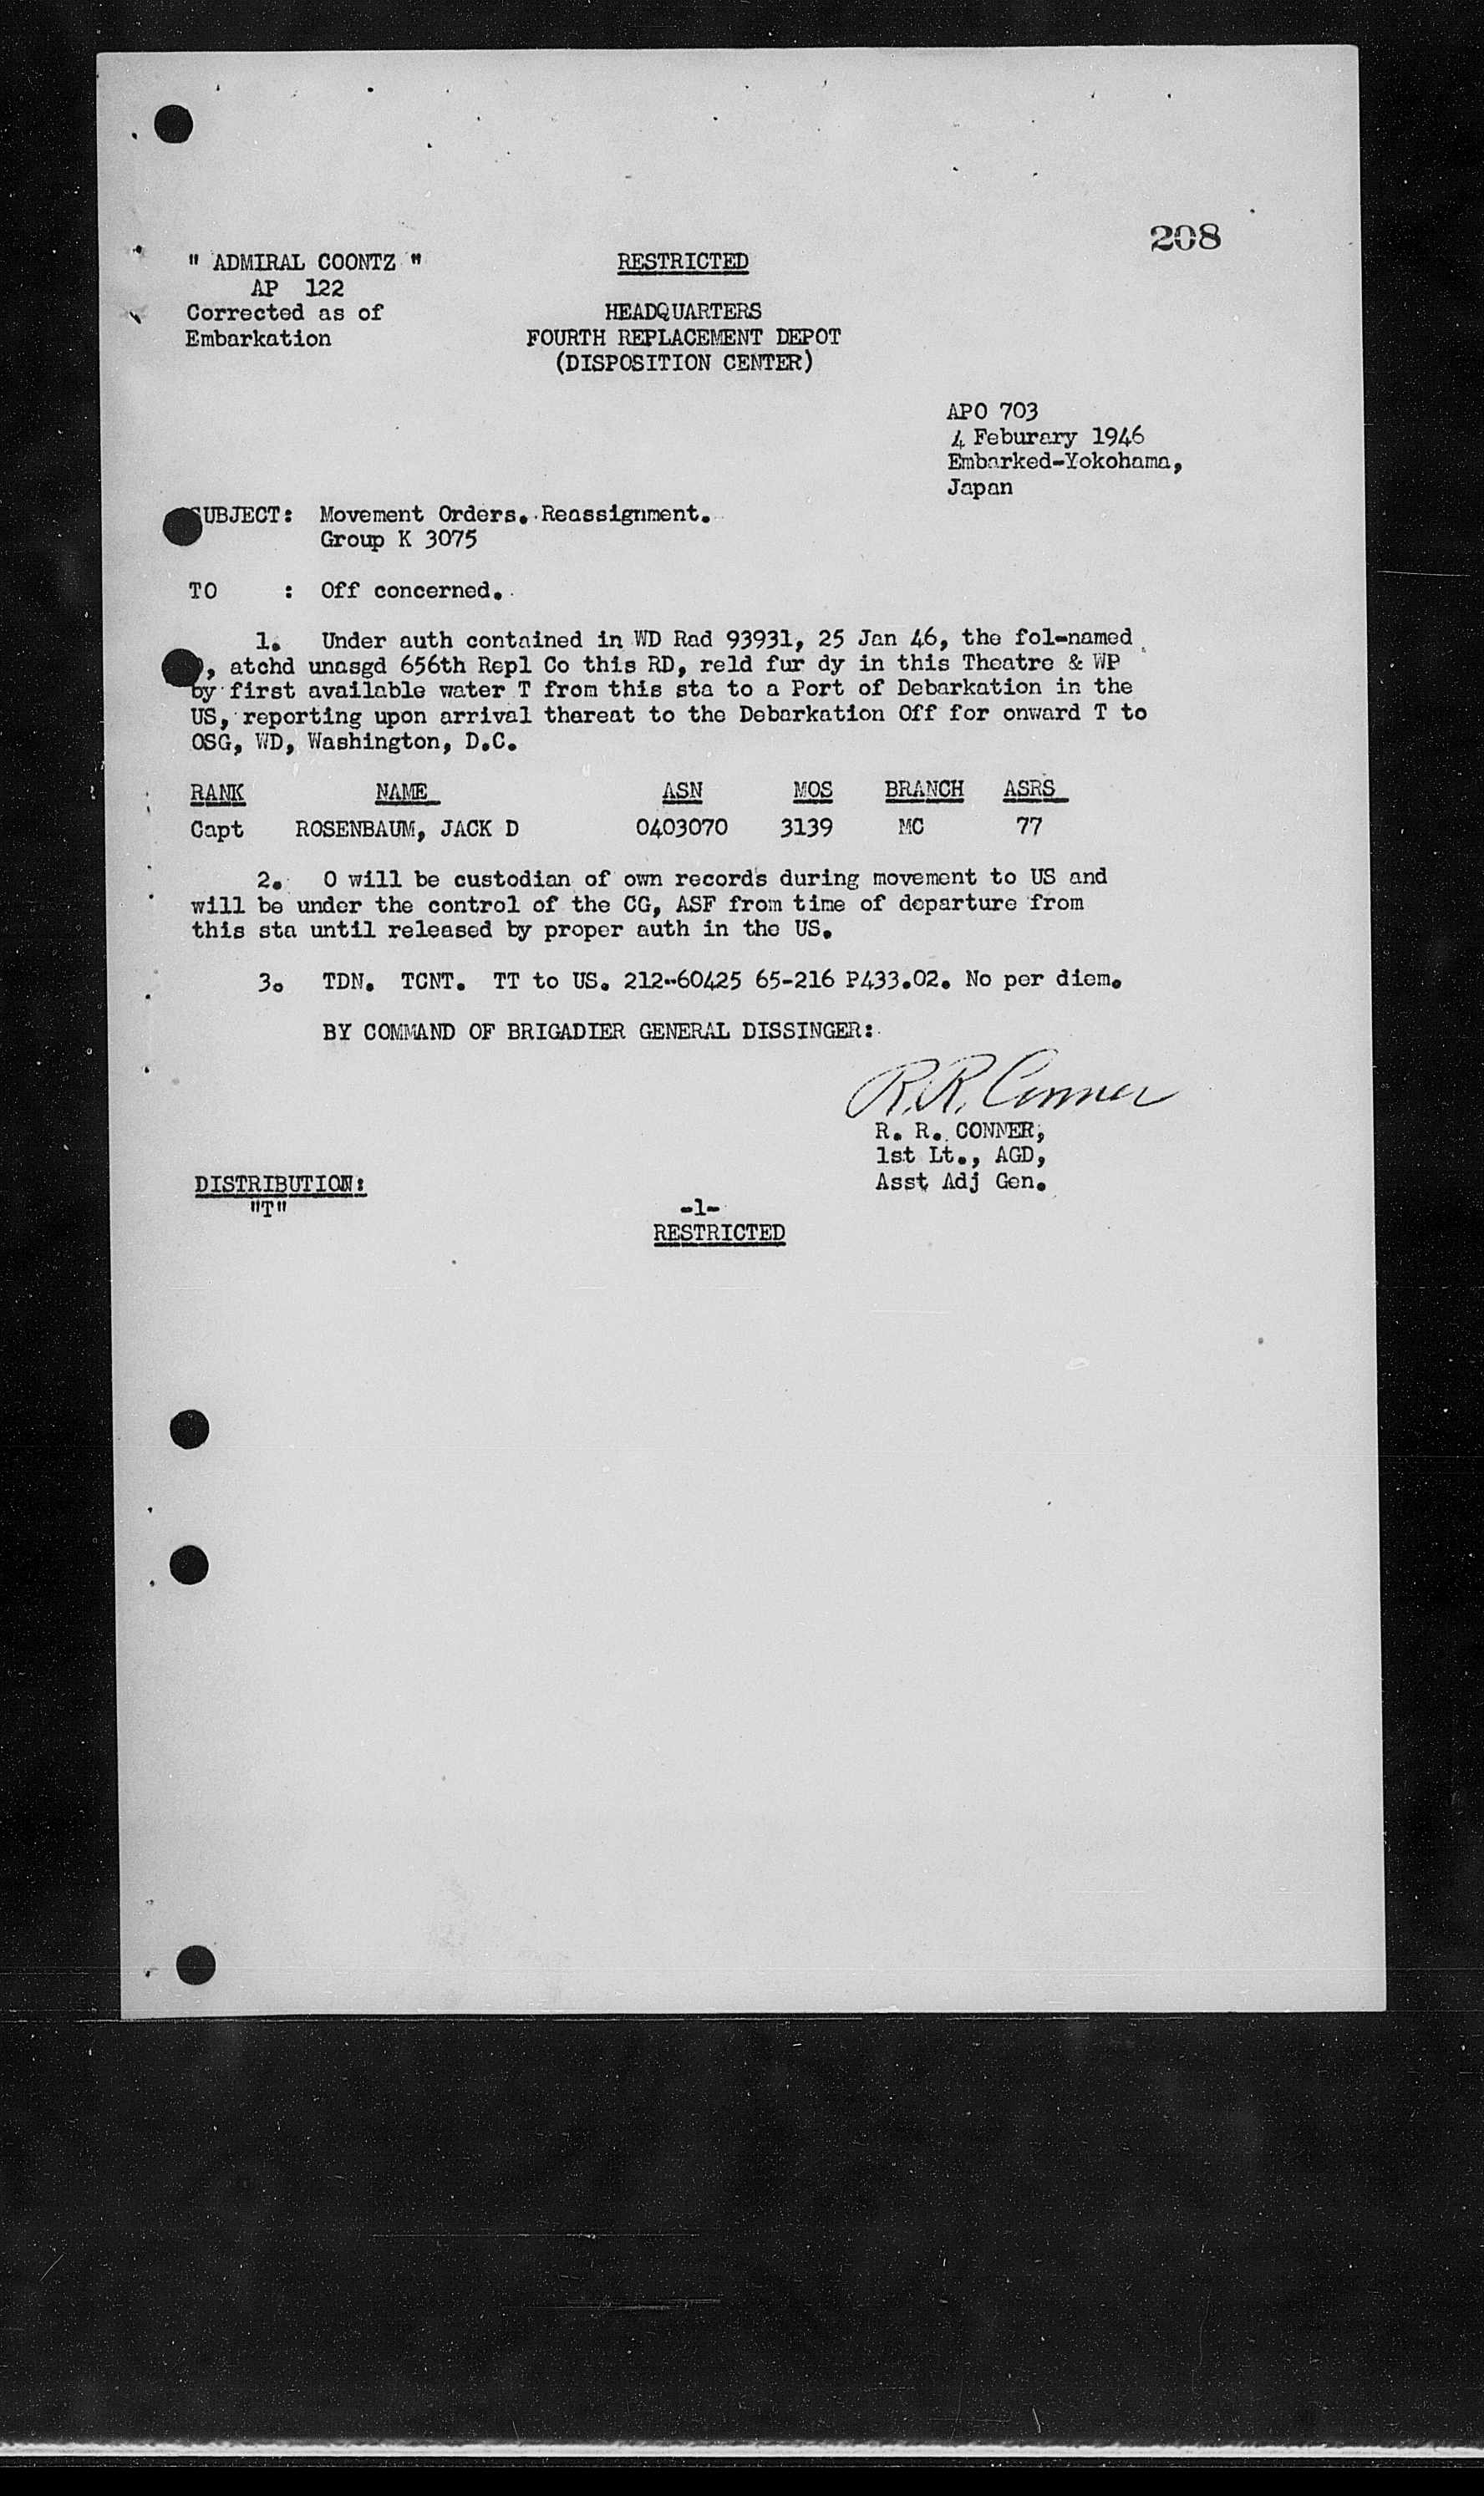 208
" ADMIRAL COONTZ "
AP 122
Corrected as of
Embarkation
RESTRICTED
HEADQUARTERS
FOURTH REPLACEMENT DEPOT
(DISPOSITION CENTER)
APO 703
4 Feburary 1946
Embarked-Yokohama,
Japan
SUBJECT: Movement Orders. Reassignment.
Group K 3075
TO : Off concerned.
1. Under auth contained in WD Rad 93931, 25 Jan 46, the fol-named
, atchd unasgd 656th Repl Co this RD, reld fur dy in this Theatre & WP
by first available water T from this sta to a Port of Debarkation in the
US, reporting upon arrival thereat to the Debarkation Off for onward T to
OSG, WD, Washington, D.C.
RANK NAME ASN MOS BRANCH ASRS
Capt ROSENBAUM, JACK D 0403070 3139 MC 77
2. O will be custodian of own records during movement to US and
will be under the control of the CG, ASF from time of departure from
this sta until released by proper auth in the US.
3. TDN. TCNT. TT to US. 212-60425 65-216 P433.02. No per diem.
BY COMMAND OF BRIGADIER GENERAL DISSINGER:
R.R. Conner
R. R. CONNER,
1st Lt., AGD,
Asst Adj Gen.
DISTRIBUTION:
"T"
-1-
RESTRICTED